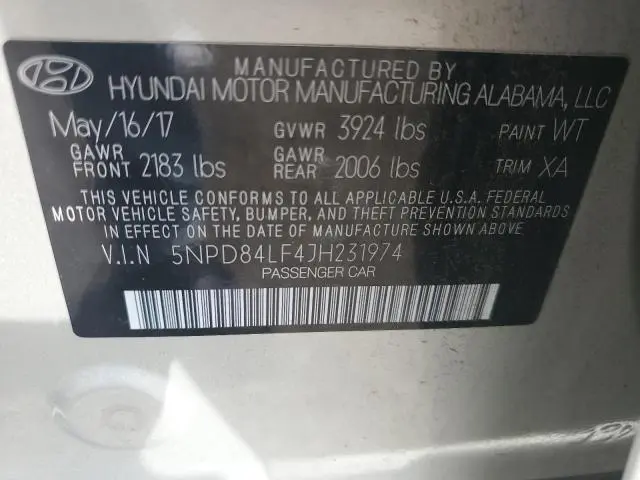 MANUFACTURED BY
HYUNDAI MOTOR MANUFACTURING ALABAMA, LLC
May/16/17 GVWR 3924 lbs PAINT WT
GAWR FRONT 2183 lbs GAWR REAR 2006 lbs TRIM XA
THIS VEHICLE CONFORMS TO ALL APPLICABLE U.S.A. FEDERAL
MOTOR VEHICLE SAFETY, BUMPER, AND THEFT PREVENTION STANDARDS
IN EFFECT ON THE DATE OF MANUFACTURE SHOWN ABOVE.
V.I.N 5NPD84LF4JH231974
PASSENGER CAR